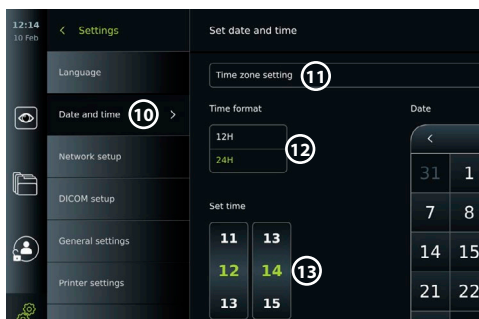 12:14
10 Feb
Settings
Set date and time
Language
Time zone setting
11
Date and time
10
Time format
Date
12H
24H
12
Network setup
31 1
DICOM setup
Set time
7 8
General settings
11 13
12 14
13
14 15
Printer settings
13 15
21 22